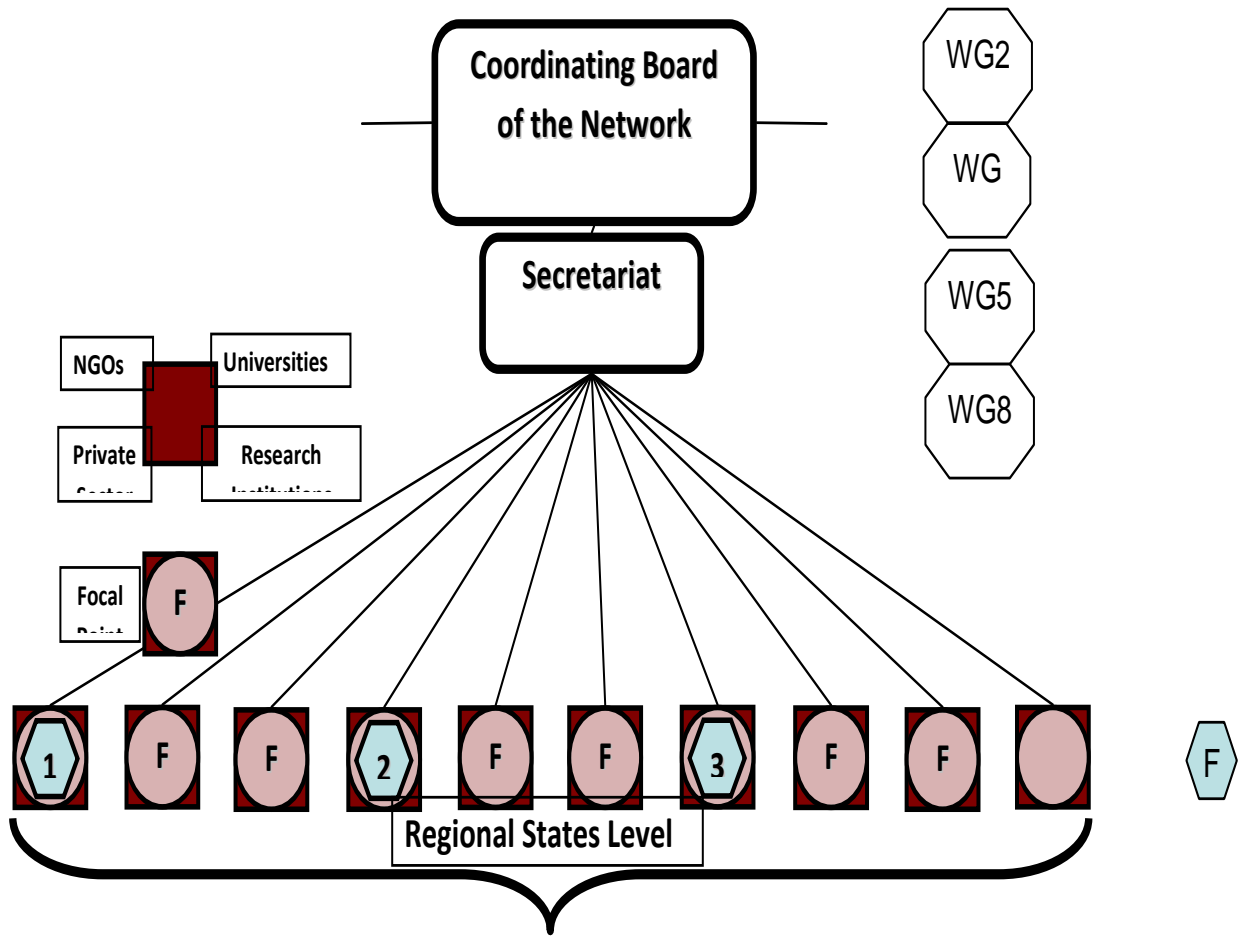 Coordinating Board
of the Network
WG2
WG
WG5
WG8
Secretariat
NGOs
Universities
Private
Research
Focal
F
1
F
F
2
F
F
3
F
F
F
Regional States Level